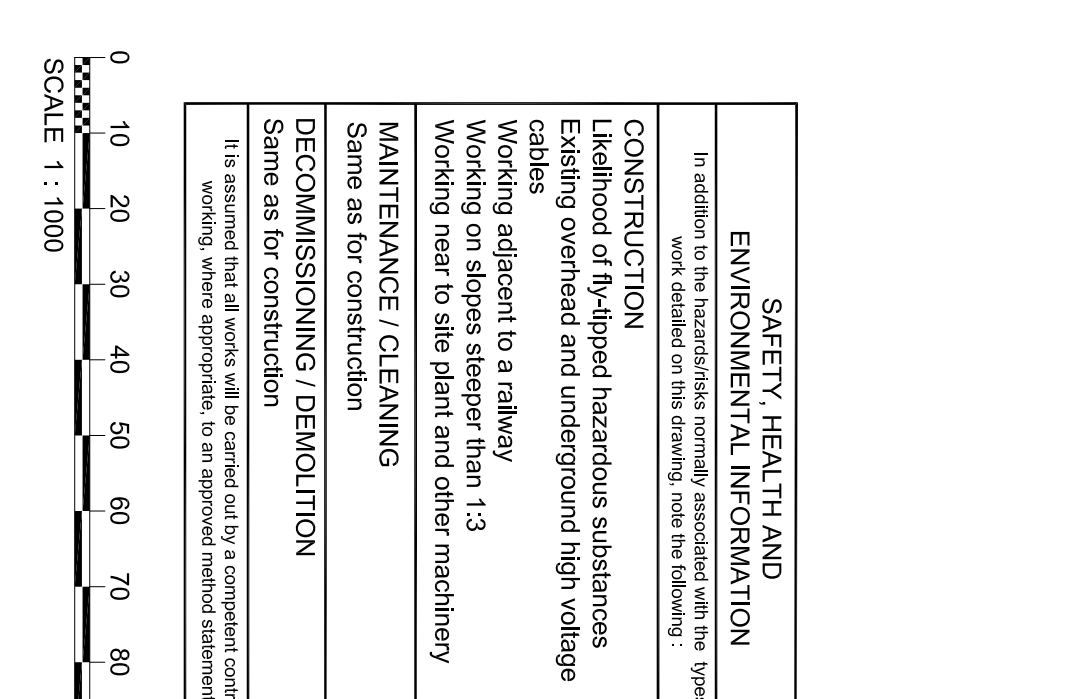 SAFETY, HEALTH AND
ENVIRONMENTAL INFORMATION
In addition to the hazards/risks normally associated with the types
work detailed on this drawing, note the following :
CONSTRUCTION
Likelihood of fly-tipped hazardous substances
Existing overhead and underground high voltage
cables
Working adjacent to a railway
Working on slopes steeper than 1:3
Working near to site plant and other machinery
MAINTENANCE / CLEANING
Same as for construction
DECOMMISSIONING / DEMOLITION
Same as for construction
It is assumed that all works will be carried out by a competent
working, where appropriate, to an approved method statement
0 10 20 30 40 50 60 70 80
SCALE 1 : 1000